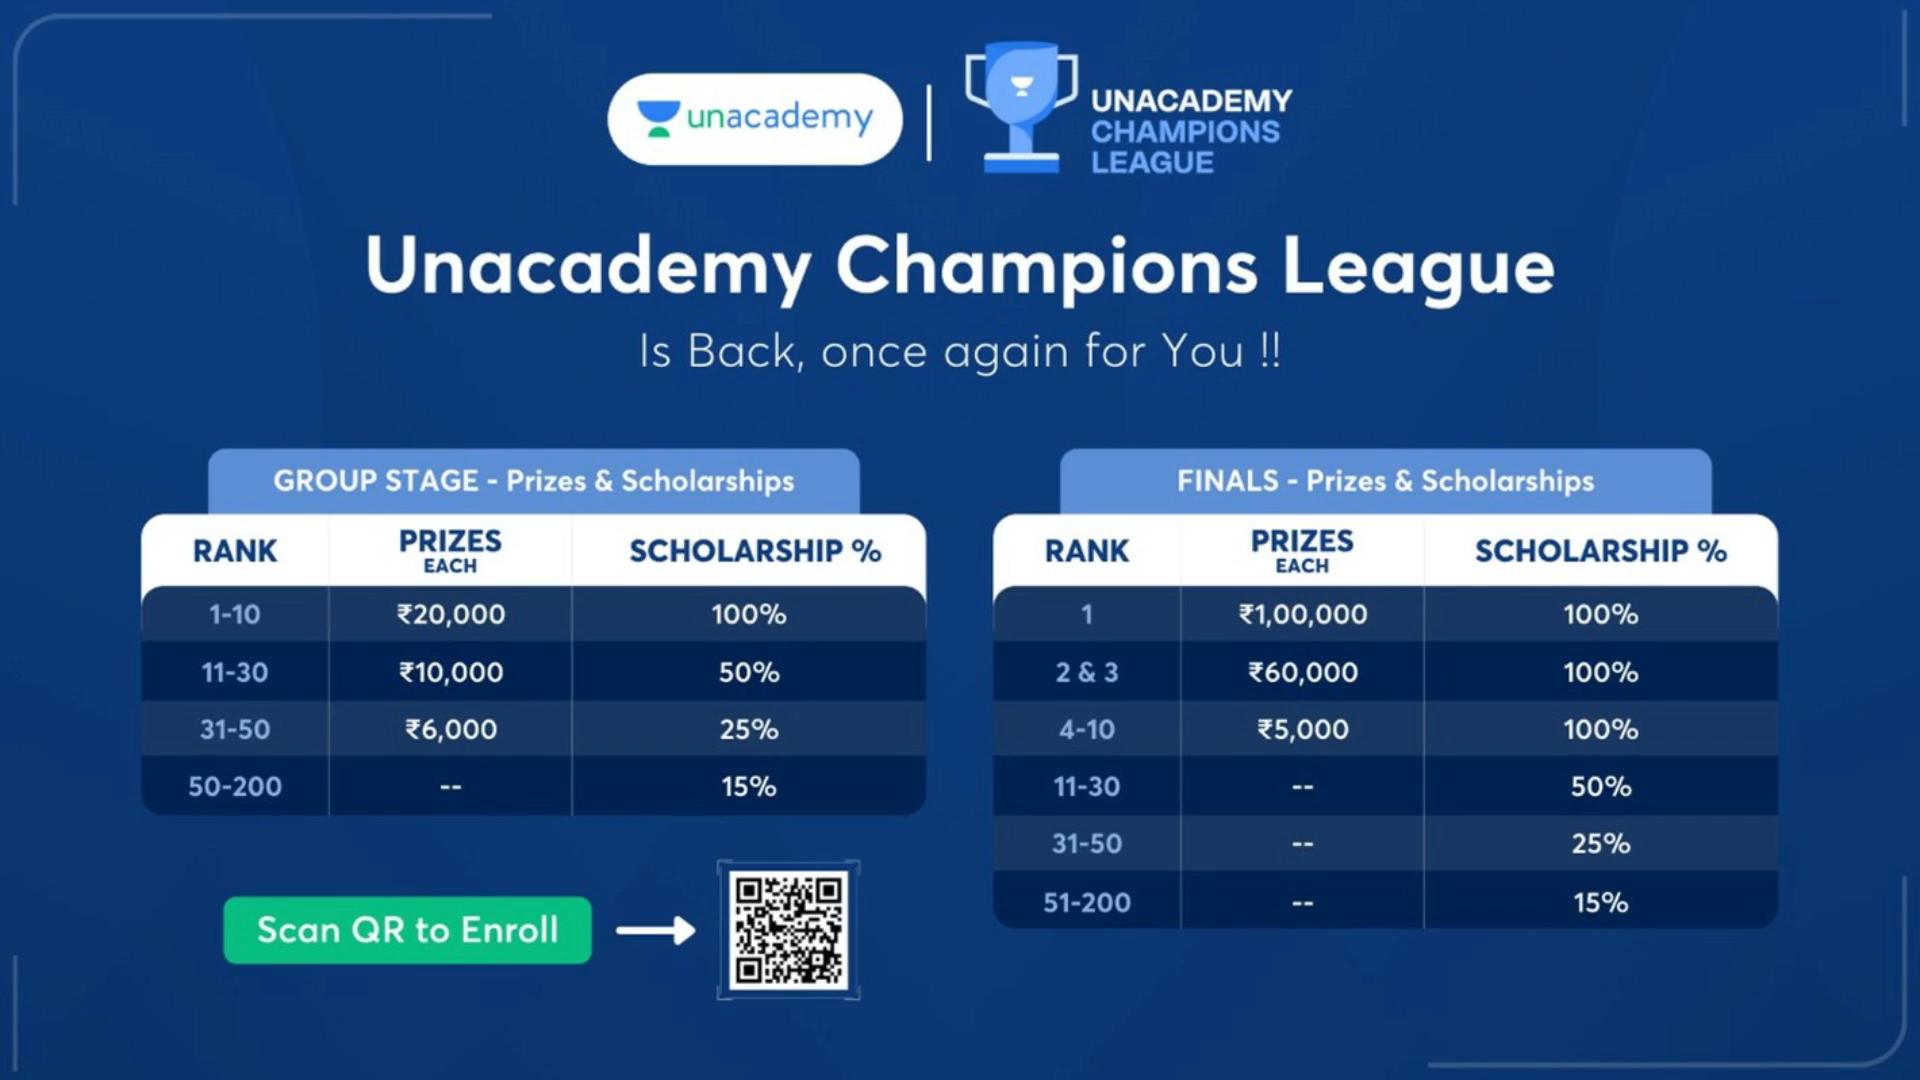 unacademy
UNACADEMY
CHAMPIONS
LEAGUE
Unacademy Champions League
Is Back, once again for You !!
GROUP STAGE - Prizes & Scholarships
RANK PRIZES EACH SCHOLARSHIP %
1-10 ₹20,000 100%
11-30 ₹10,000 50%
31-50 ₹6,000 25%
50-200 -- 15%
Scan QR to Enroll
FINALS - Prizes & Scholarships
RANK PRIZES EACH SCHOLARSHIP %
1 ₹1,00,000 100%
2 & 3 ₹60,000 100%
4-10 ₹5,000 100%
11-30 -- 50%
31-50 -- 25%
51-200 -- 15%